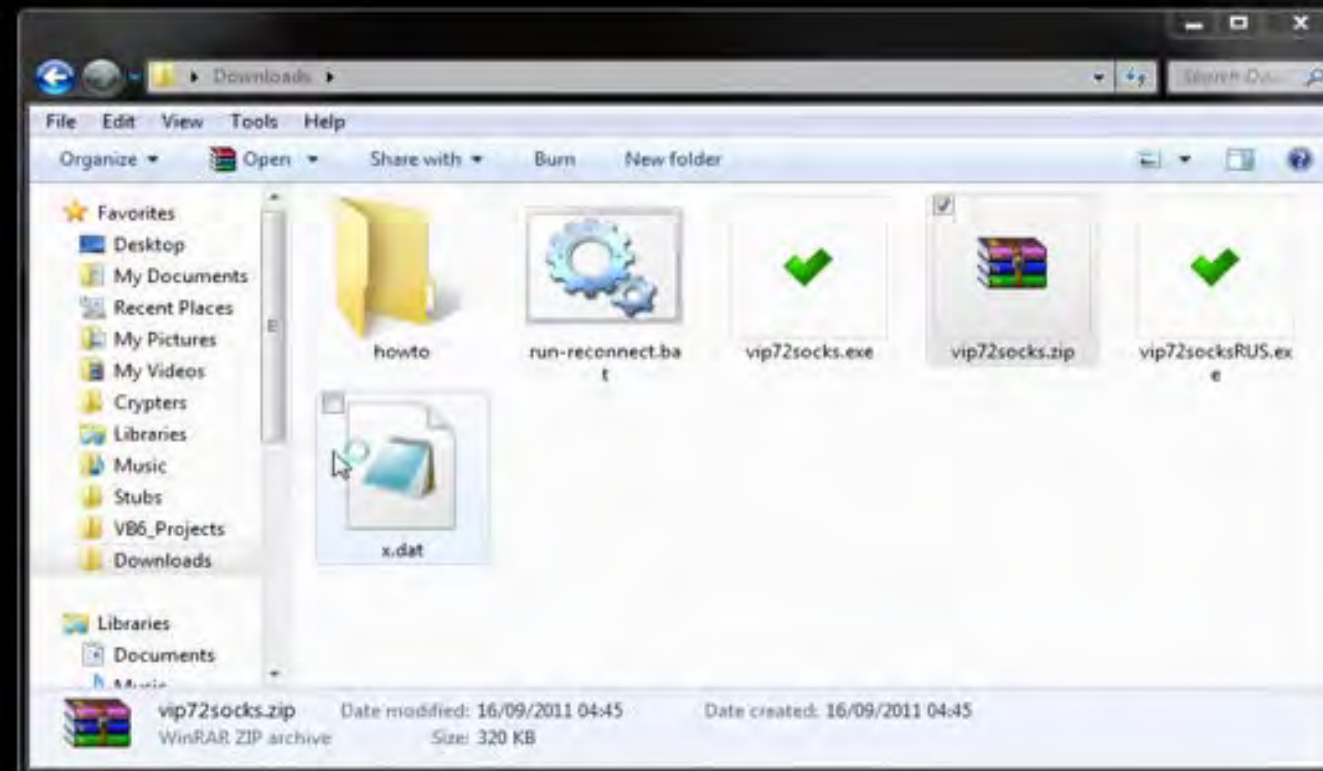 Downloads
File Edit View Tools Help
Organize Open Share with Burn New folder
Favorites
Desktop
My Documents
Recent Places
My Pictures
My Videos
Crypters
Libraries
Music
Stubs
VB6_Projects
Downloads
Libraries
Documents
Music
howto
run-reconnect.ba
t
vip72socks.exe
vip72socks.zip
vip72socksRUS.ex
e
x.dat
vip72socks.zip Date modified: 16/09/2011 04:45 Date created: 16/09/2011 04:45
WinRAR ZIP archive Size: 320 KB